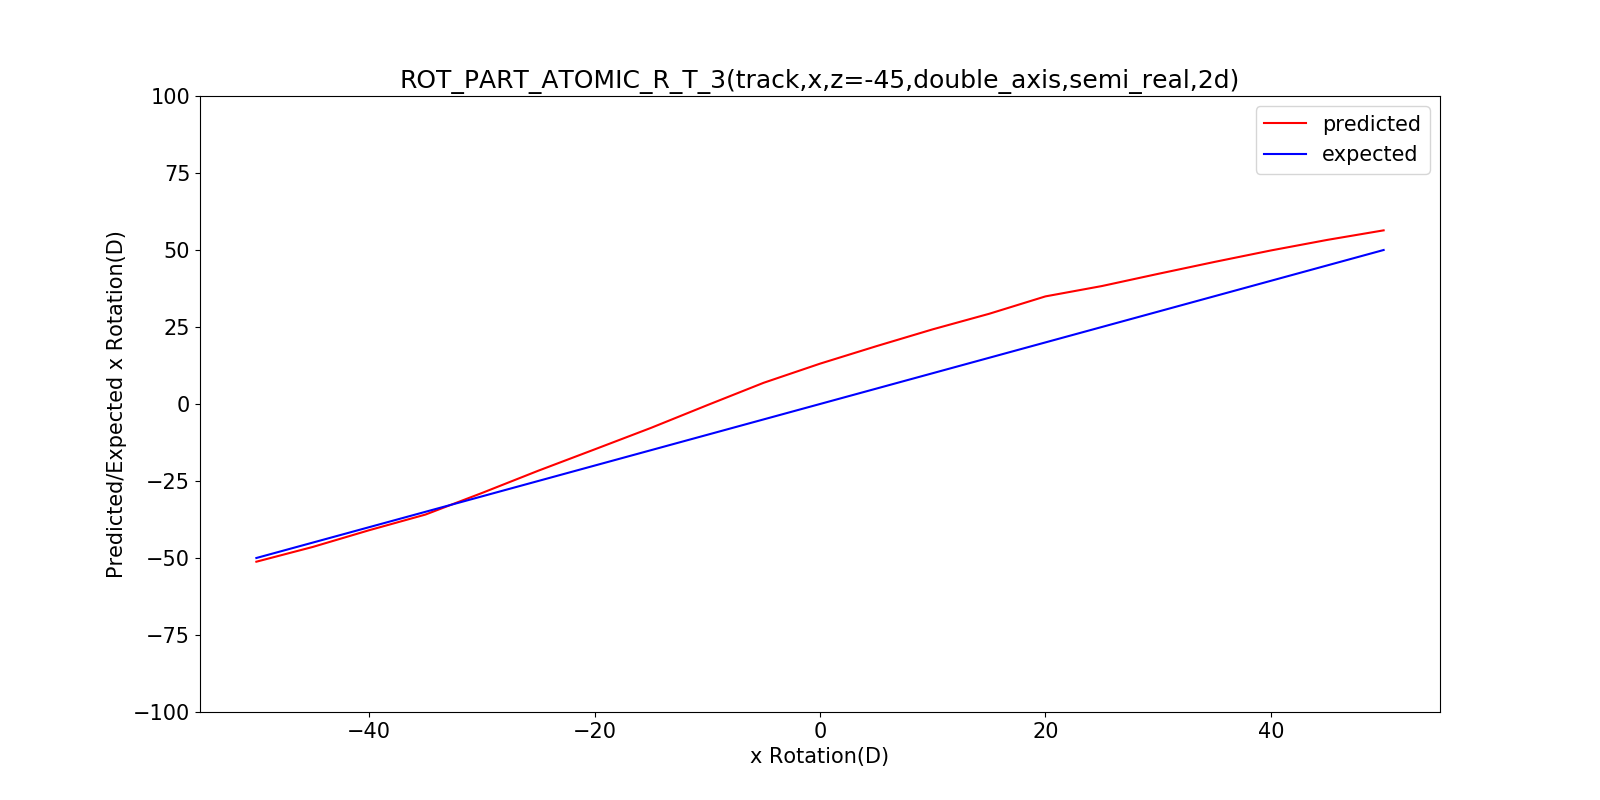 ROT_PART_ATOMIC_R_T_3(track,x,z=-45,double_axis,semi_real,2d)
predicted
expected
Predicted/Expected x Rotation(D)
100
75
50
25
0
−25
−50
−75
−100
−40 −20 0 20 40
x Rotation(D)